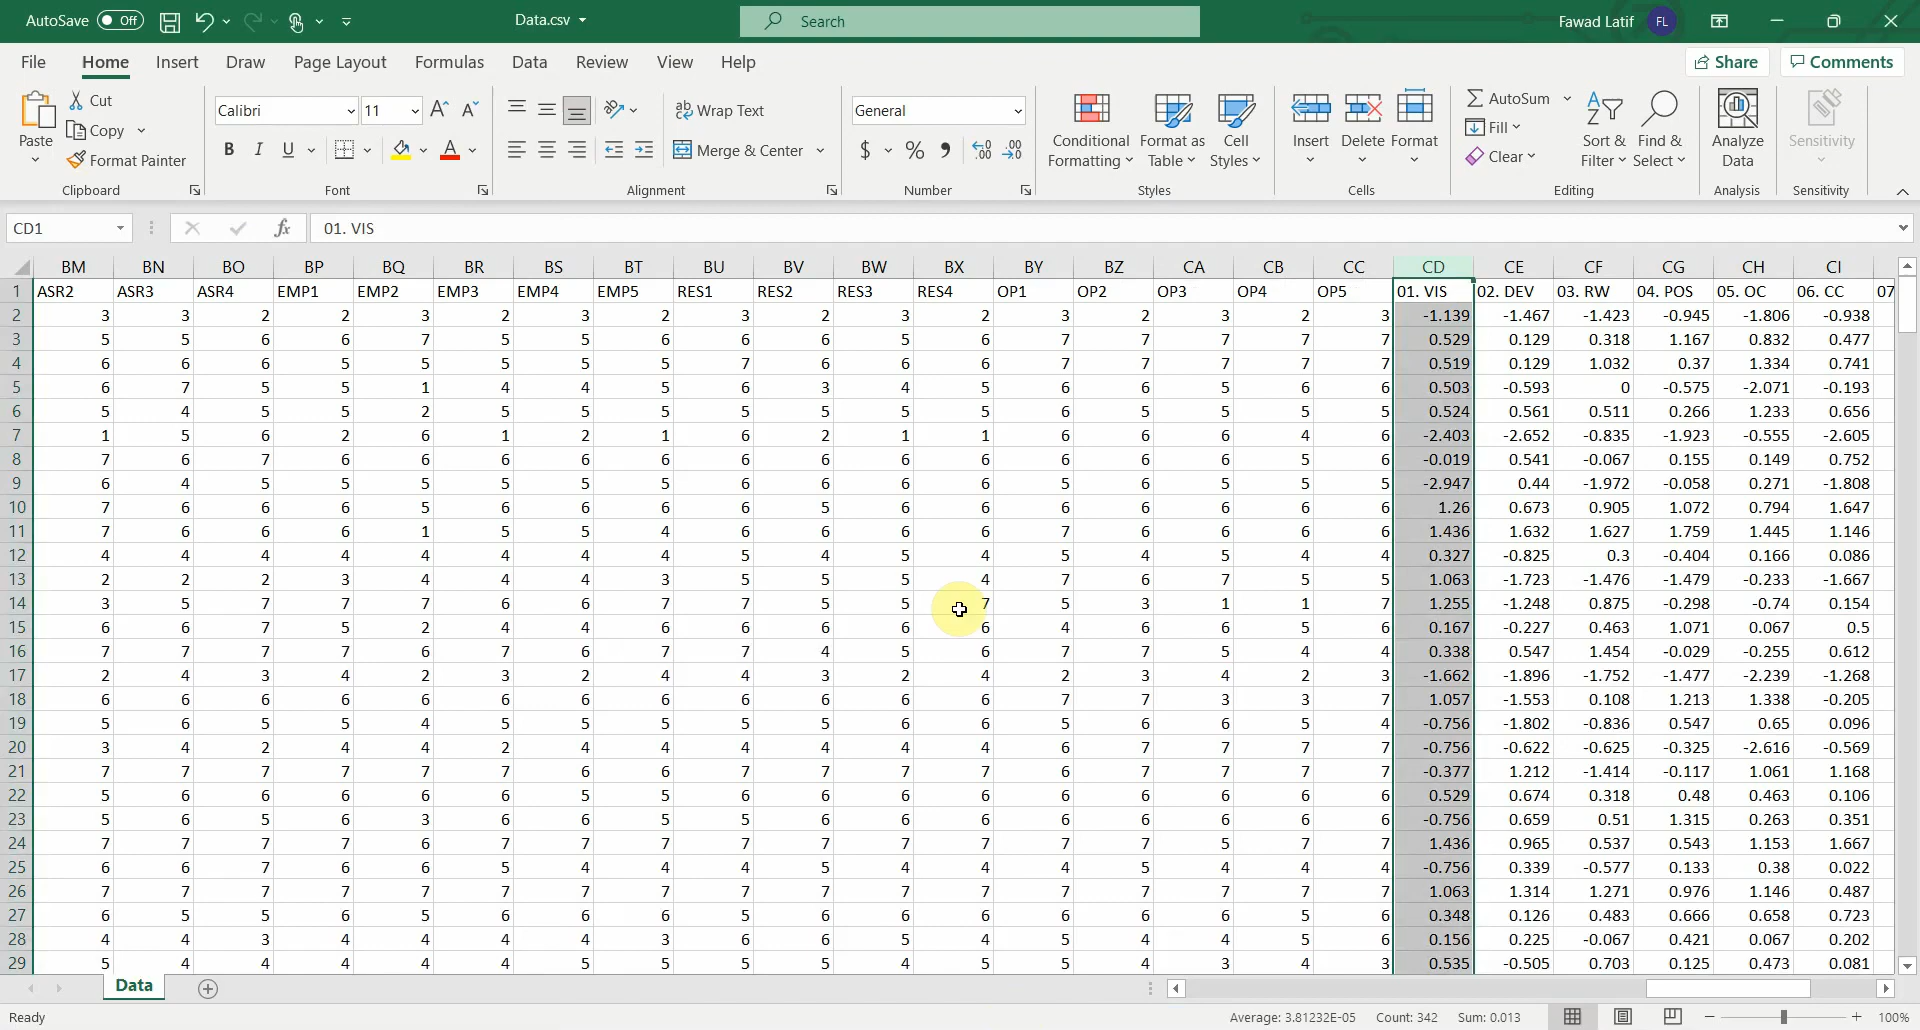 AutoSave Off Data.csv Search Fawad Latif FL
File Home Insert Draw Page Layout Formulas Data Review View Help Share Comments
Paste Cut Copy Format Painter Clipboard
Calibri 11 B I U Font
ab Wrap Text Merge & Center Alignment
General $ % , .00 .00 Number
Conditional Formatting Format as Table Cell Styles Styles
Insert Delete Format Cells
AutoSum Fill Clear Sort & Filter Find & Select Editing
Analyze Data Analysis
Sensitivity Sensitivity
CD1 fx 01. VIS
BM BN BO BP BQ BR BS BT BU BV BW BX BY BZ CA CB CC CD CE CF CG CH CI
1 ASR2 ASR3 ASR4 EMP1 EMP2 EMP3 EMP4 EMP5 RES1 RES2 RES3 RES4 OP1 OP2 OP3 OP4 OP5 01. VIS 02. DEV 03. RW 04. POS 05. OC 06. CC 07
2 3 3 2 2 3 2 3 2 3 2 3 2 3 2 3 2 3 -1.139 -1.467 -1.423 -0.945 -1.806 -0.938
3 5 5 6 6 7 5 5 6 6 6 5 6 7 7 7 7 7 0.529 0.129 0.318 1.167 0.832 0.477
4 6 6 6 5 5 5 5 5 7 6 6 6 7 7 7 7 7 0.519 0.129 1.032 0.37 1.334 0.741
5 6 7 5 5 1 4 4 5 6 3 4 5 6 6 5 6 6 0.503 -0.593 0 -0.575 -2.071 -0.193
6 5 4 5 5 2 5 5 5 5 5 5 5 6 5 5 5 5 0.524 0.561 0.511 0.266 1.233 0.656
7 1 5 6 2 6 1 2 1 6 2 1 1 6 6 6 4 6 -2.403 -2.652 -0.835 -1.923 -0.555 -2.605
8 7 6 7 6 6 6 6 6 6 6 6 6 6 6 6 5 6 -0.019 0.541 -0.067 0.155 0.149 0.752
9 6 4 5 5 5 5 5 5 6 6 6 6 5 6 5 5 5 -2.947 0.44 -1.972 -0.058 0.271 -1.808
10 7 6 6 6 5 6 6 6 6 5 6 6 6 6 6 6 6 1.26 0.673 0.905 1.072 0.794 1.647
11 7 6 6 6 1 5 5 4 6 6 6 6 7 6 6 6 6 1.436 1.632 1.627 1.759 1.445 1.146
12 4 4 4 4 4 4 4 4 5 4 5 4 5 4 5 4 4 0.327 -0.825 0.3 -0.404 0.166 0.086
13 2 2 2 3 4 4 4 3 5 5 5 4 7 6 7 5 5 1.063 -1.723 -1.476 -1.479 -0.233 -1.667
14 3 5 7 7 7 6 6 7 7 5 5 7 5 3 1 1 7 1.255 -1.248 0.875 -0.298 -0.74 0.154
15 6 6 7 5 2 4 4 6 6 6 6 6 4 6 6 5 6 0.167 -0.227 0.463 1.071 0.067 0.5
16 7 7 7 7 6 7 6 7 7 4 5 6 7 7 5 4 4 0.338 0.547 1.454 -0.029 -0.255 0.612
17 2 4 3 4 2 3 2 4 4 3 2 4 2 3 4 2 3 -1.662 -1.896 -1.752 -1.477 -2.239 -1.268
18 6 6 6 6 6 6 6 6 6 6 6 6 7 7 3 3 7 1.057 -1.553 0.108 1.213 1.338 -0.205
19 5 6 5 5 4 5 5 5 5 5 6 6 5 6 6 5 4 -0.756 -1.802 -0.836 0.547 0.65 0.096
20 3 4 2 4 4 2 4 4 4 4 4 4 6 7 7 7 7 -0.756 -0.622 -0.625 -0.325 -2.616 -0.569
21 7 7 7 7 7 7 6 6 7 7 7 7 6 7 7 7 7 -0.377 1.212 -1.414 -0.117 1.061 1.168
22 5 6 6 6 6 6 5 5 6 6 6 6 6 6 6 6 6 0.529 0.674 0.318 0.48 0.463 0.106
23 5 6 5 6 3 6 6 5 5 6 6 6 6 6 6 6 6 -0.756 0.659 0.51 1.315 0.263 0.351
24 7 7 7 7 6 7 7 7 7 7 7 7 7 7 5 7 7 1.436 0.965 0.537 0.543 1.153 1.667
25 6 6 7 6 6 5 4 4 4 5 4 4 4 5 4 4 4 -0.756 0.339 -0.577 0.133 0.38 0.022
26 7 7 7 7 7 7 7 7 7 7 7 7 7 7 7 7 7 1.063 1.314 1.271 0.976 1.146 0.487
27 6 5 5 6 5 6 6 6 5 6 6 6 6 6 6 5 6 0.348 0.126 0.483 0.666 0.658 0.723
28 4 4 3 4 4 4 4 3 6 6 5 4 5 4 4 5 6 0.156 0.225 -0.067 0.421 0.067 0.202
29 5 4 4 4 4 4 5 5 5 5 4 5 5 4 3 4 3 0.535 -0.505 0.703 0.125 0.473 0.081
Data
Ready Average: 3.81232E-05 Count: 342 Sum: 0.013 100%